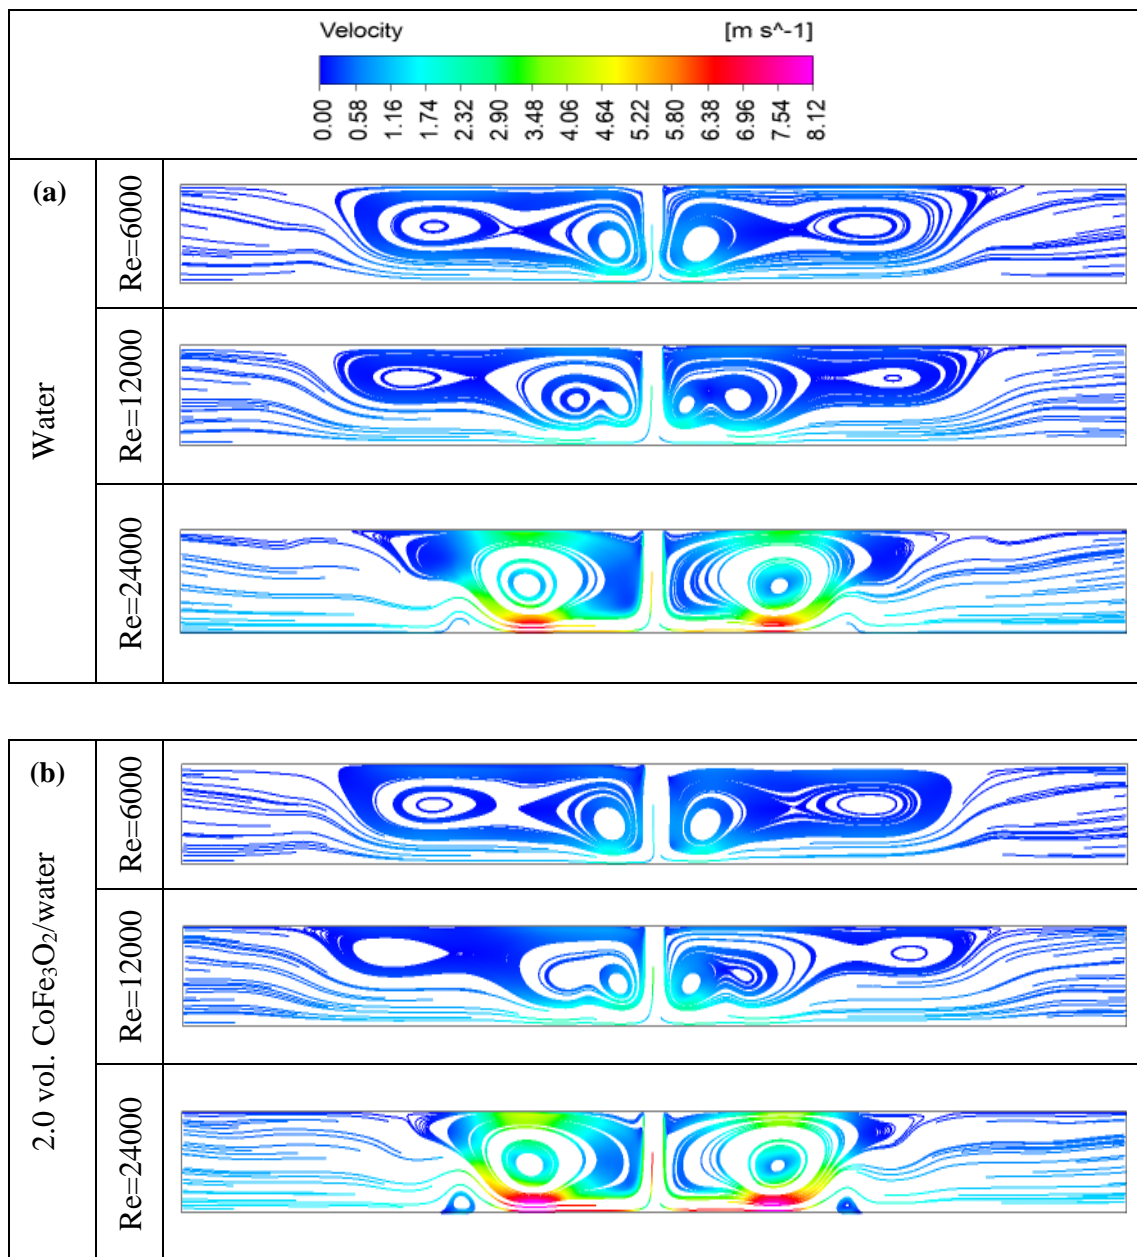 Velocity [m s^-1]
0.00 0.58 1.16 1.74 2.32 2.90 3.48 4.06 4.64 5.22 5.80 6.38 6.96 7.54 8.12
(a)
Water
Re=6000
Re=12000
Re=24000
(b)
2.0 vol. CoFe₃O₂/water
Re=6000
Re=12000
Re=24000